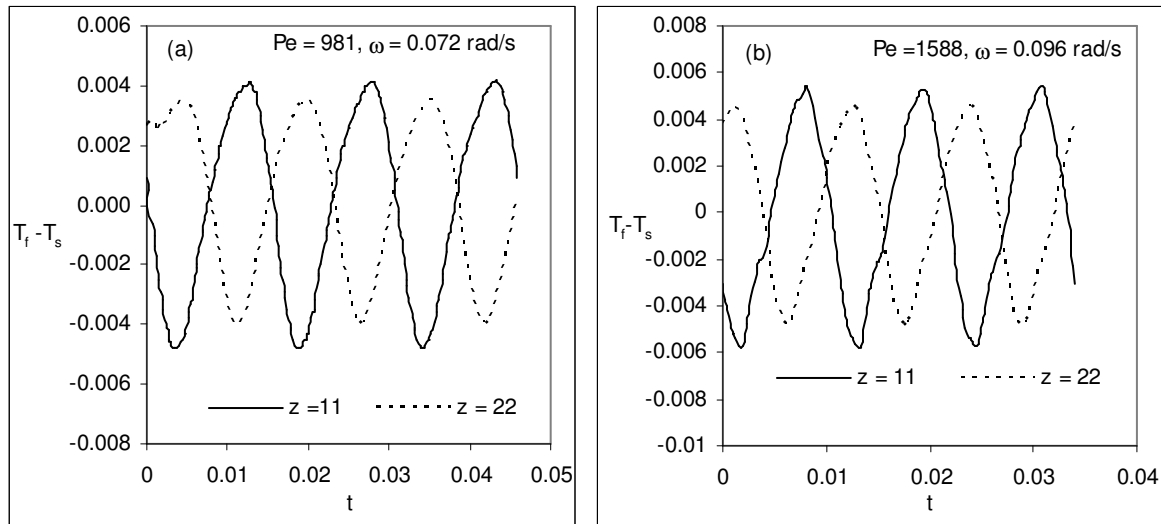 (a)
Pe = 981, ω = 0.072 rad/s
0.006
0.004
0.002
0.000
-0.002
-0.004
-0.006
-0.008
T_f -T_s
z =11
z = 22
0
0.01
0.02
0.03
0.04
0.05
t
(b)
Pe =1588, ω = 0.096 rad/s
0.008
0.006
0.004
0.002
0
-0.002
-0.004
-0.006
-0.008
-0.01
T_f-T_s
z = 11
z = 22
0
0.01
0.02
0.03
0.04
t